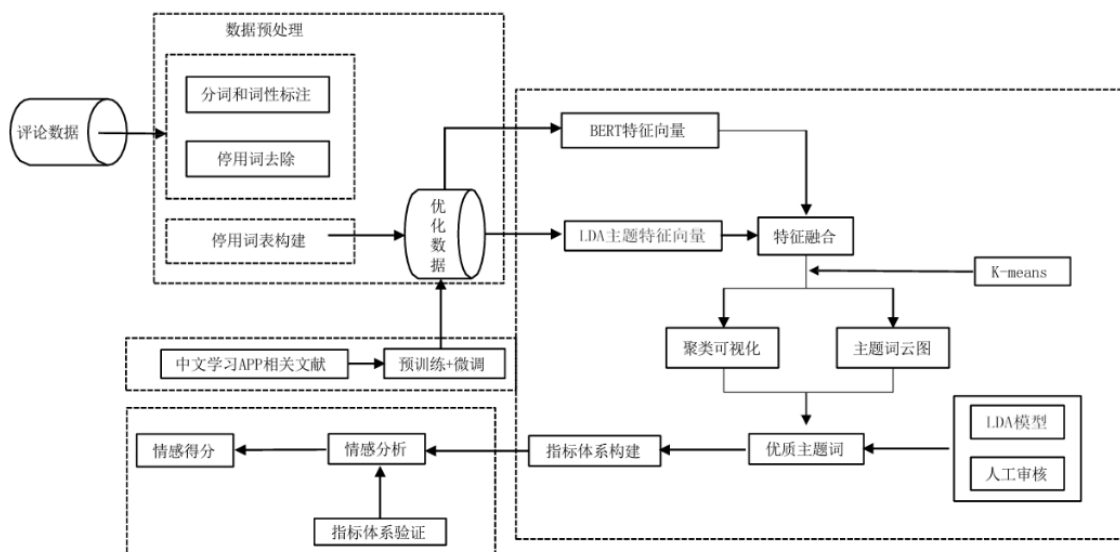 数据预处理
分词和词性标注
评论数据
停用词去除
BERT特征向量
优化数据
停用词表构建
LDA主题特征向量
特征融合
K-means
聚类可视化
主题词云图
中文学习APP相关文献
预训练+微调
LDA模型
情感得分
情感分析
指标体系构建
优质主题词
人工审核
指标体系验证